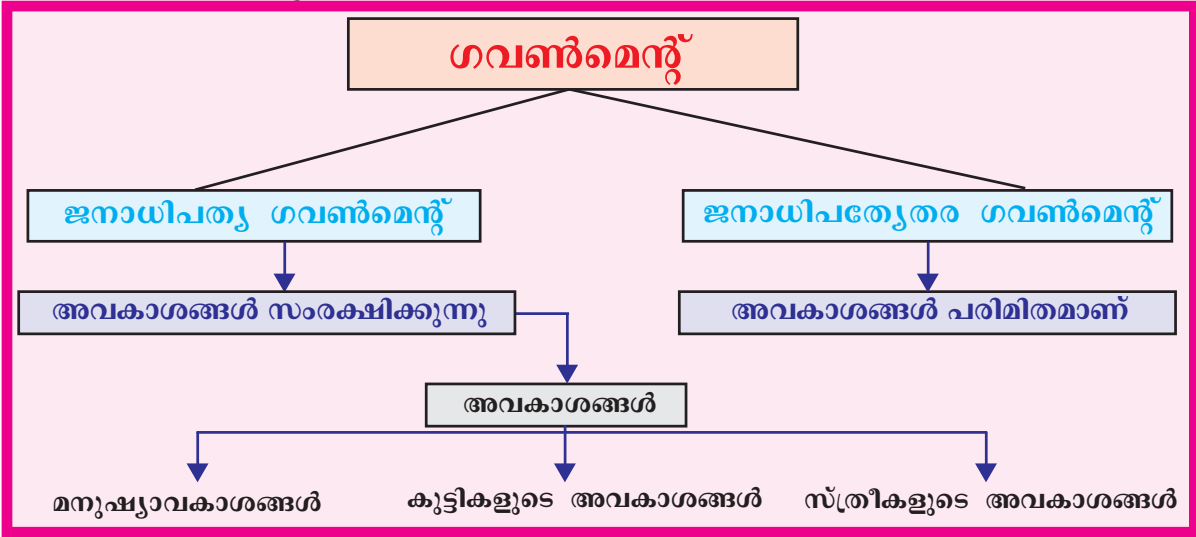 ഗവൺമെന്റ്
ജനാധിപത്യ ഗവൺമെന്റ്
ജനാധിപത്യേതര ഗവൺമെന്റ്
അവകാശങ്ങൾ സംരക്ഷിക്കുന്നു
അവകാശങ്ങൾ പരിമിതമാണ്
അവകാശങ്ങൾ
മനുഷ്യാവകാശങ്ങൾ
കുട്ടികളുടെ അവകാശങ്ങൾ
സ്ത്രീകളുടെ അവകാശങ്ങൾ